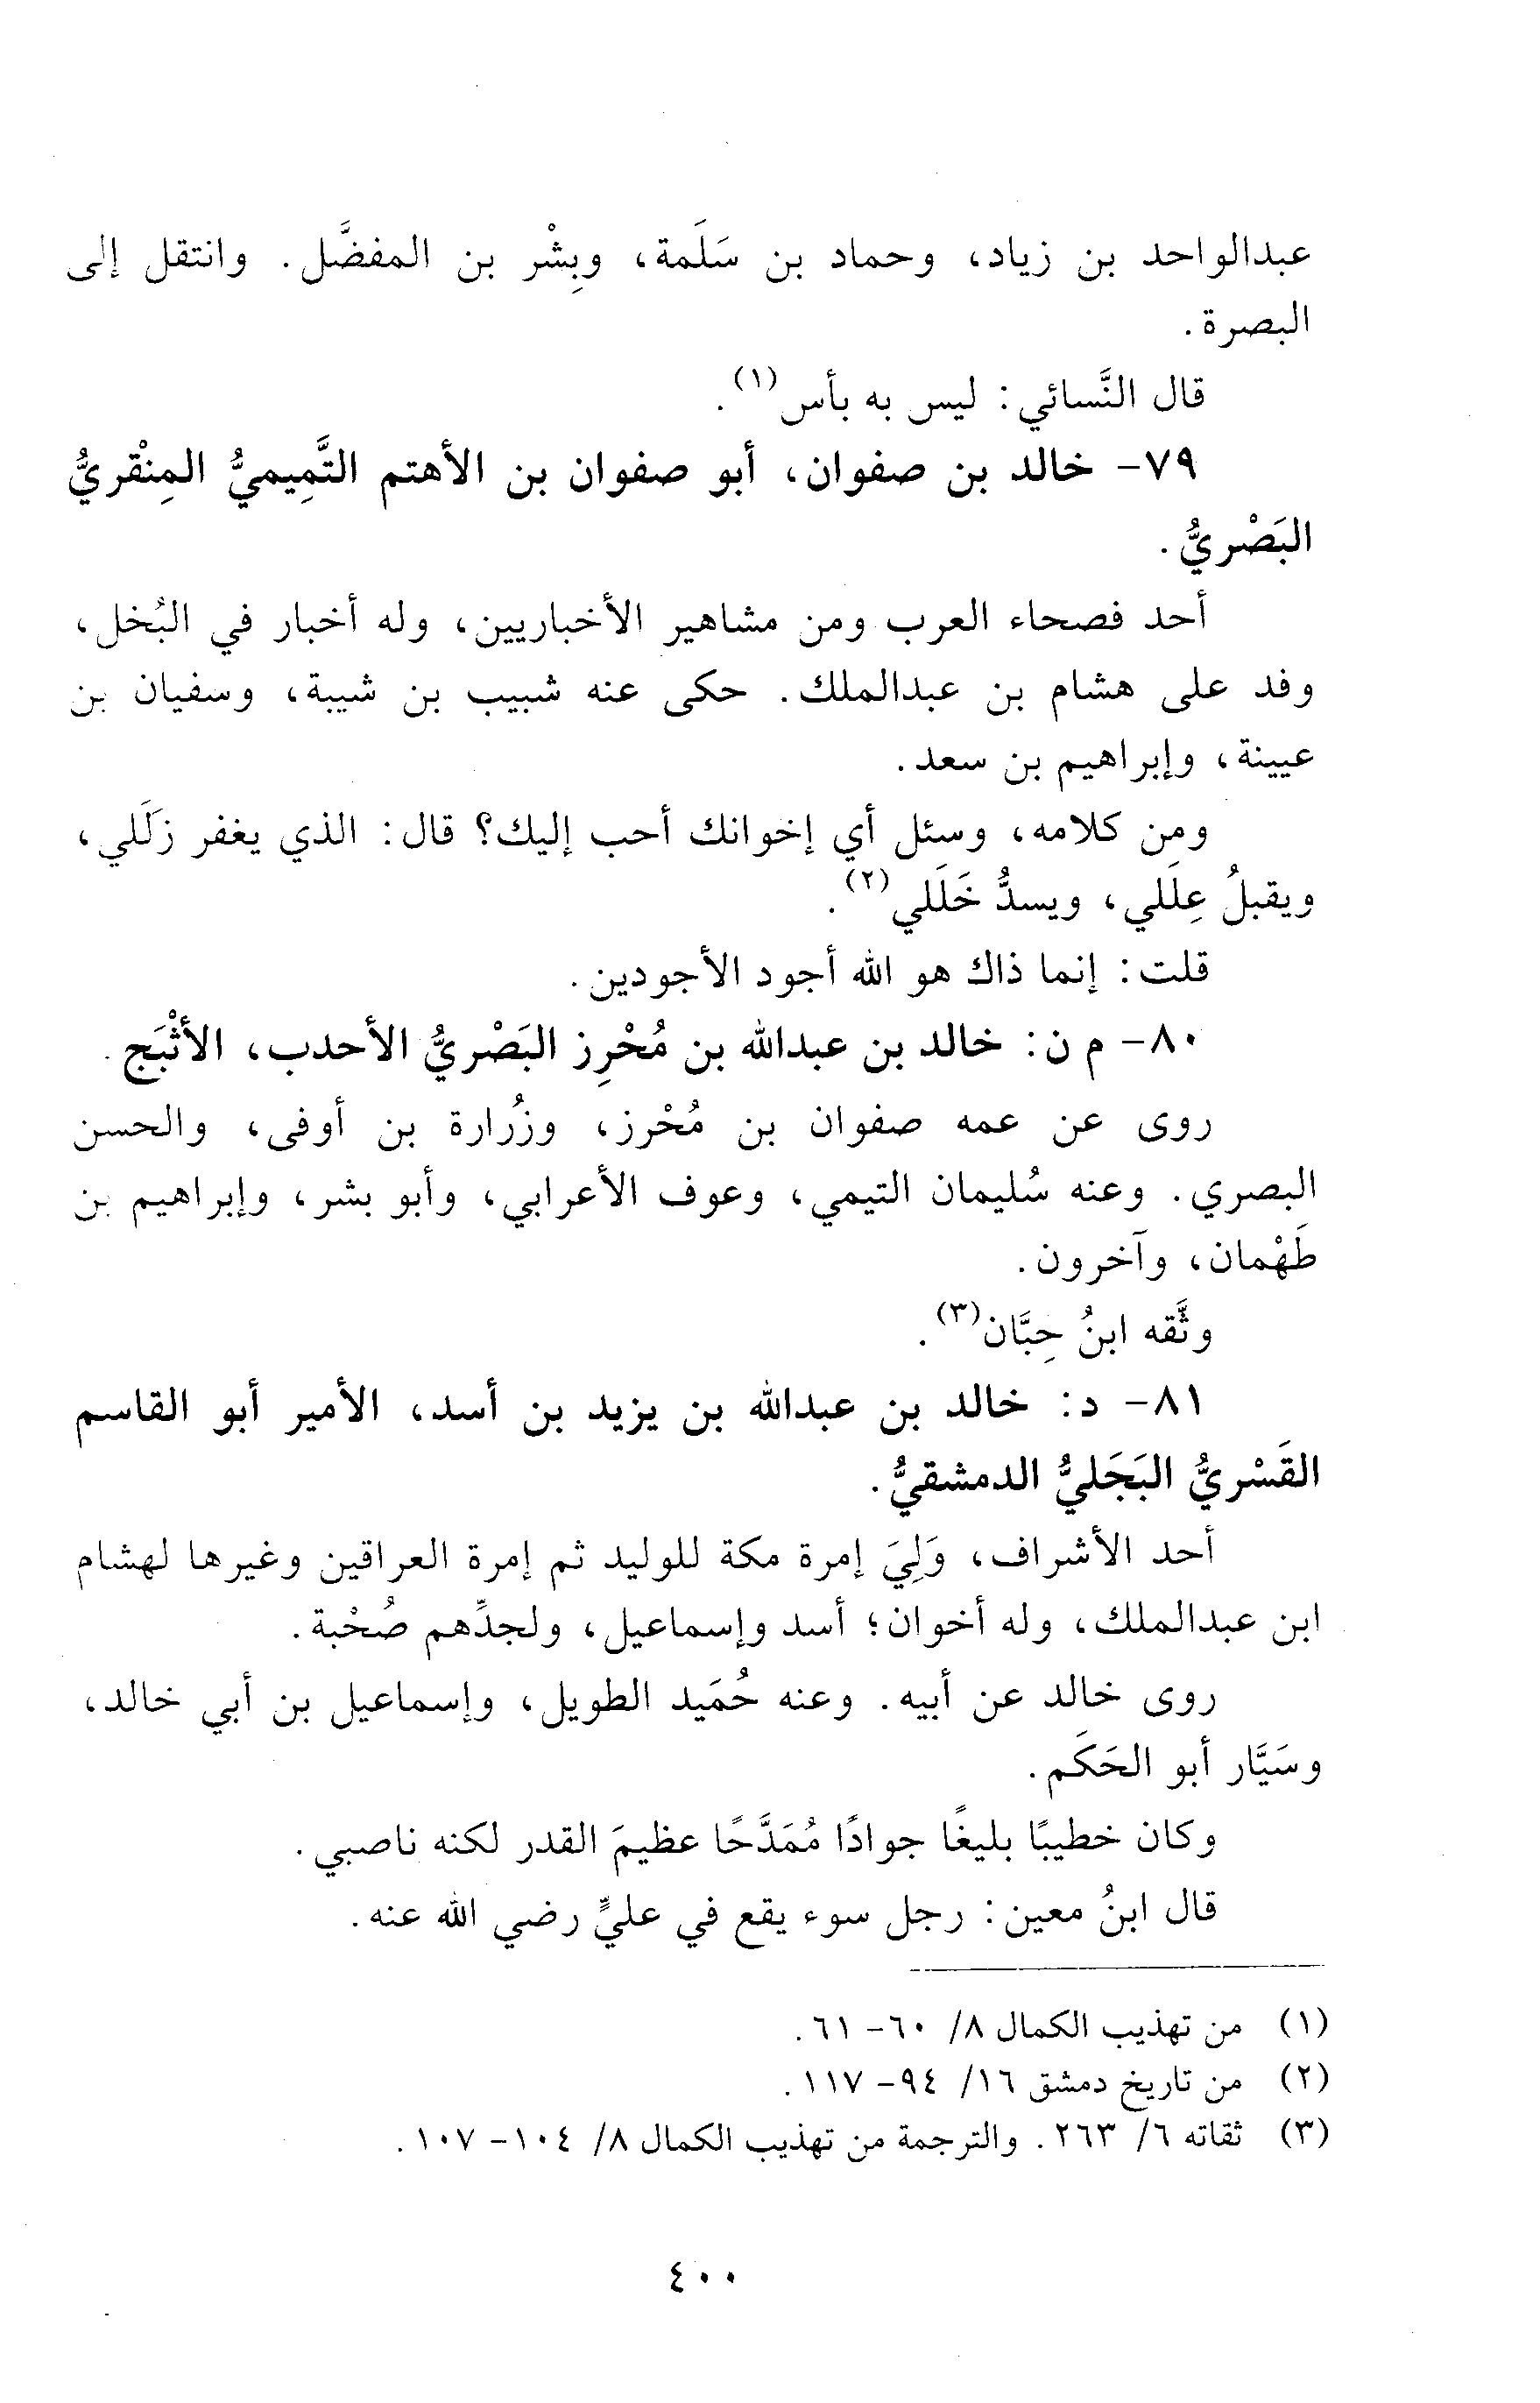 عبدالواحد بن زياد، وحماد بن سَلَمة، وبِشْر بن المفضَّل. وانتقل إلى
البصرة.
قال النَّسائي: ليس به بأس(١).
٧٩- خالد بن صفوان، أبو صفوان بن الأهتم التَّمِيميُّ المِنْقريُّ
البَصْريُّ.
أحد فصحاء العرب ومن مشاهير الأخباريين، وله أخبار في البُخل،
وفد على هشام بن عبدالملك. حكى عنه شبيب بن شيبة، وسفيان بن
عيينة، وإبراهيم بن سعد.
ومن كلامه، وسئل أي إخوانك أحب إليك؟ قال: الذي يغفر زلَلي،
ويقبلُ عِلَلي، ويسدُّ خَلَلي(٢).
قلت: إنما ذاك هو الله أجود الأجودين.
٨٠- م ن: خالد بن عبدالله بن مُحْرِز البَصْريُّ الأحدب، الأثْبَج.
روى عن عمه صفوان بن مُحْرز، وزُرارة بن أوفى، والحسن
البصري. وعنه سُليمان التيمي، وعوف الأعرابي، وأبو بشر، وإبراهيم بن
طَهْمان، وآخرون.
وثَّقه ابنُ حِبَّان(٣).
٨١- د: خالد بن عبدالله بن يزيد بن أسد، الأمير أبو القاسم
القَسْريُّ البَجَليُّ الدمشقيُّ.
أحد الأشراف، وَلِيَ إمرة مكة للوليد ثم إمرة العراقين وغيرها لهشام
ابن عبدالملك، وله أخوان؛ أسد وإسماعيل، ولجدِّهم صُحْبة.
روى خالد عن أبيه. وعنه حُمَيد الطويل، وإسماعيل بن أبي خالد،
وسَيَّار أبو الحَكَم.
وكان خطيبًا بليغًا جوادًا مُمَدَّحًا عظيمَ القدر لكنه ناصبي.
قال ابنُ معين: رجل سوء يقع في عليٍّ رضي الله عنه.
(١) من تهذيب الكمال ٨/ ٦٠- ٦١.
(٢) من تاريخ دمشق ١٦/ ٩٤- ١١٧.
(٣) ثقاته ٦/ ٢٦٣. والترجمة من تهذيب الكمال ٨/ ١٠٤- ١٠٧.
٤٠٠